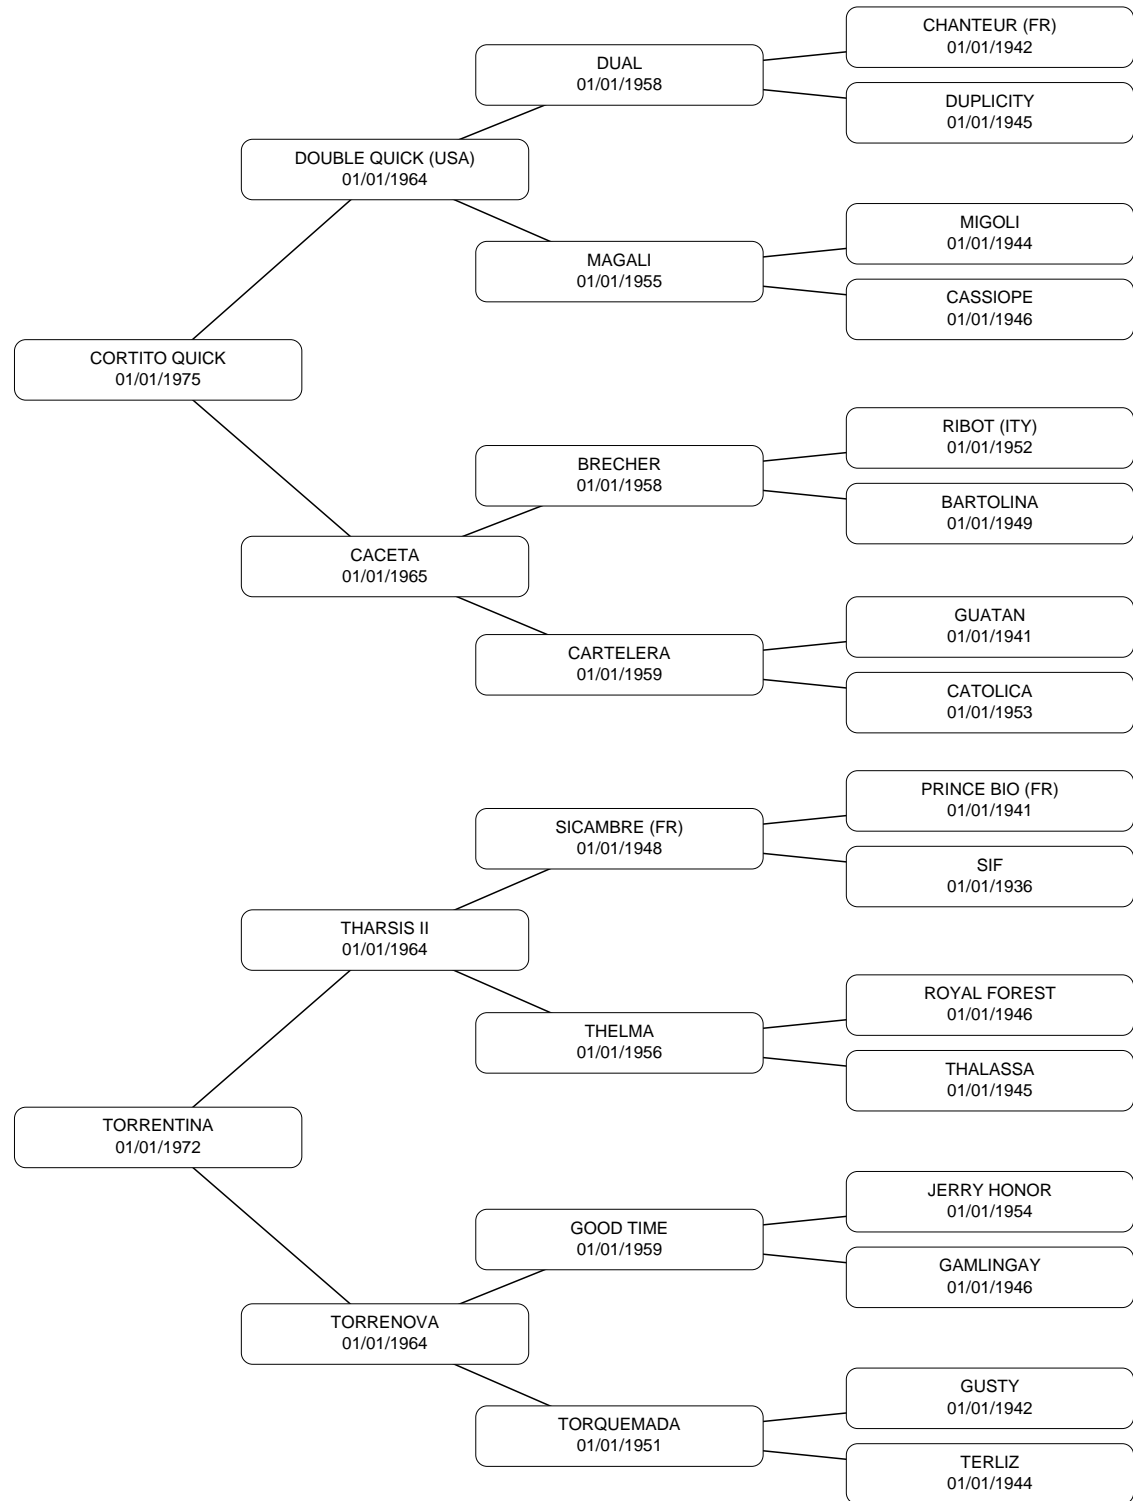 CHANTEUR (FR)
01/01/1942
DUAL
01/01/1958
DUPLICITY
01/01/1945
DOUBLE QUICK (USA)
01/01/1964
MIGOLI
01/01/1944
MAGALI
01/01/1955
CASSIOPE
01/01/1946
CORTITO QUICK
01/01/1975
RIBOT (ITY)
01/01/1952
BRECHER
01/01/1958
BARTOLINA
01/01/1949
CACETA
01/01/1965
GUATAN
01/01/1941
CARTELERA
01/01/1959
CATOLICA
01/01/1953
PRINCE BIO (FR)
01/01/1941
SICAMBRE (FR)
01/01/1948
SIF
01/01/1936
THARSIS II
01/01/1964
ROYAL FOREST
01/01/1946
THELMA
01/01/1956
THALASSA
01/01/1945
TORRENTINA
01/01/1972
JERRY HONOR
01/01/1954
GOOD TIME
01/01/1959
GAMLINGAY
01/01/1946
TORRENOVA
01/01/1964
GUSTY
01/01/1942
TORQUEMADA
01/01/1951
TERLIZ
01/01/1944